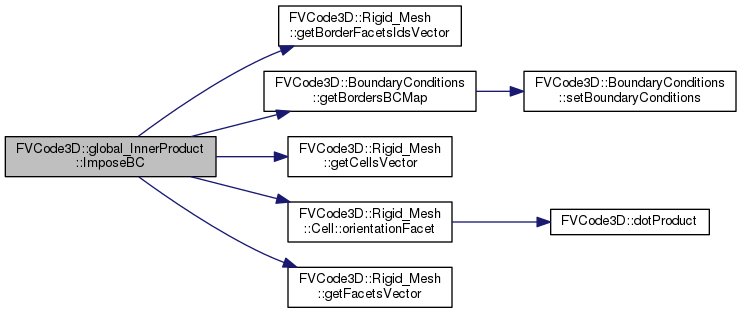 FVCode3D::Rigid_Mesh
::getBorderFacetsIdsVector
FVCode3D::BoundaryConditions
::getBordersBCMap
FVCode3D::BoundaryConditions
::setBoundaryConditions
FVCode3D::global_InnerProduct
::ImposeBC
FVCode3D::Rigid_Mesh
::getCellsVector
FVCode3D::Rigid_Mesh
::Cell::orientationFacet
FVCode3D::dotProduct
FVCode3D::Rigid_Mesh
::getFacetsVector